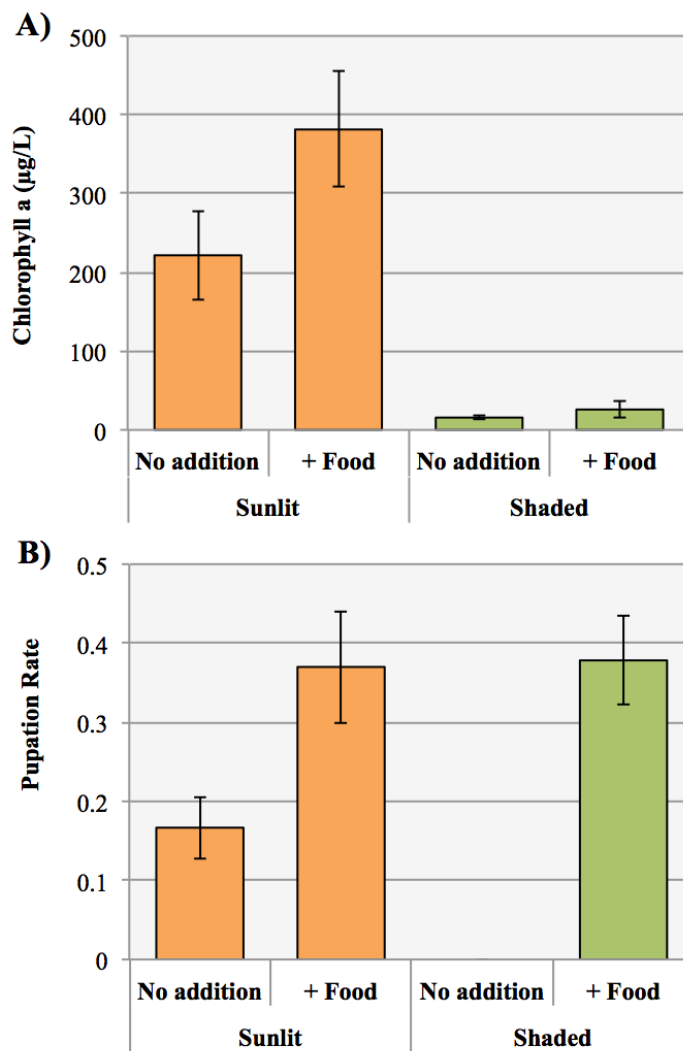 A)
Chlorophyll a (µg/L)
500
400
300
200
100
0
No addition + Food No addition + Food
Sunlit Shaded
B)
Pupation Rate
0.5
0.4
0.3
0.2
0.1
0
No addition + Food No addition + Food
Sunlit Shaded